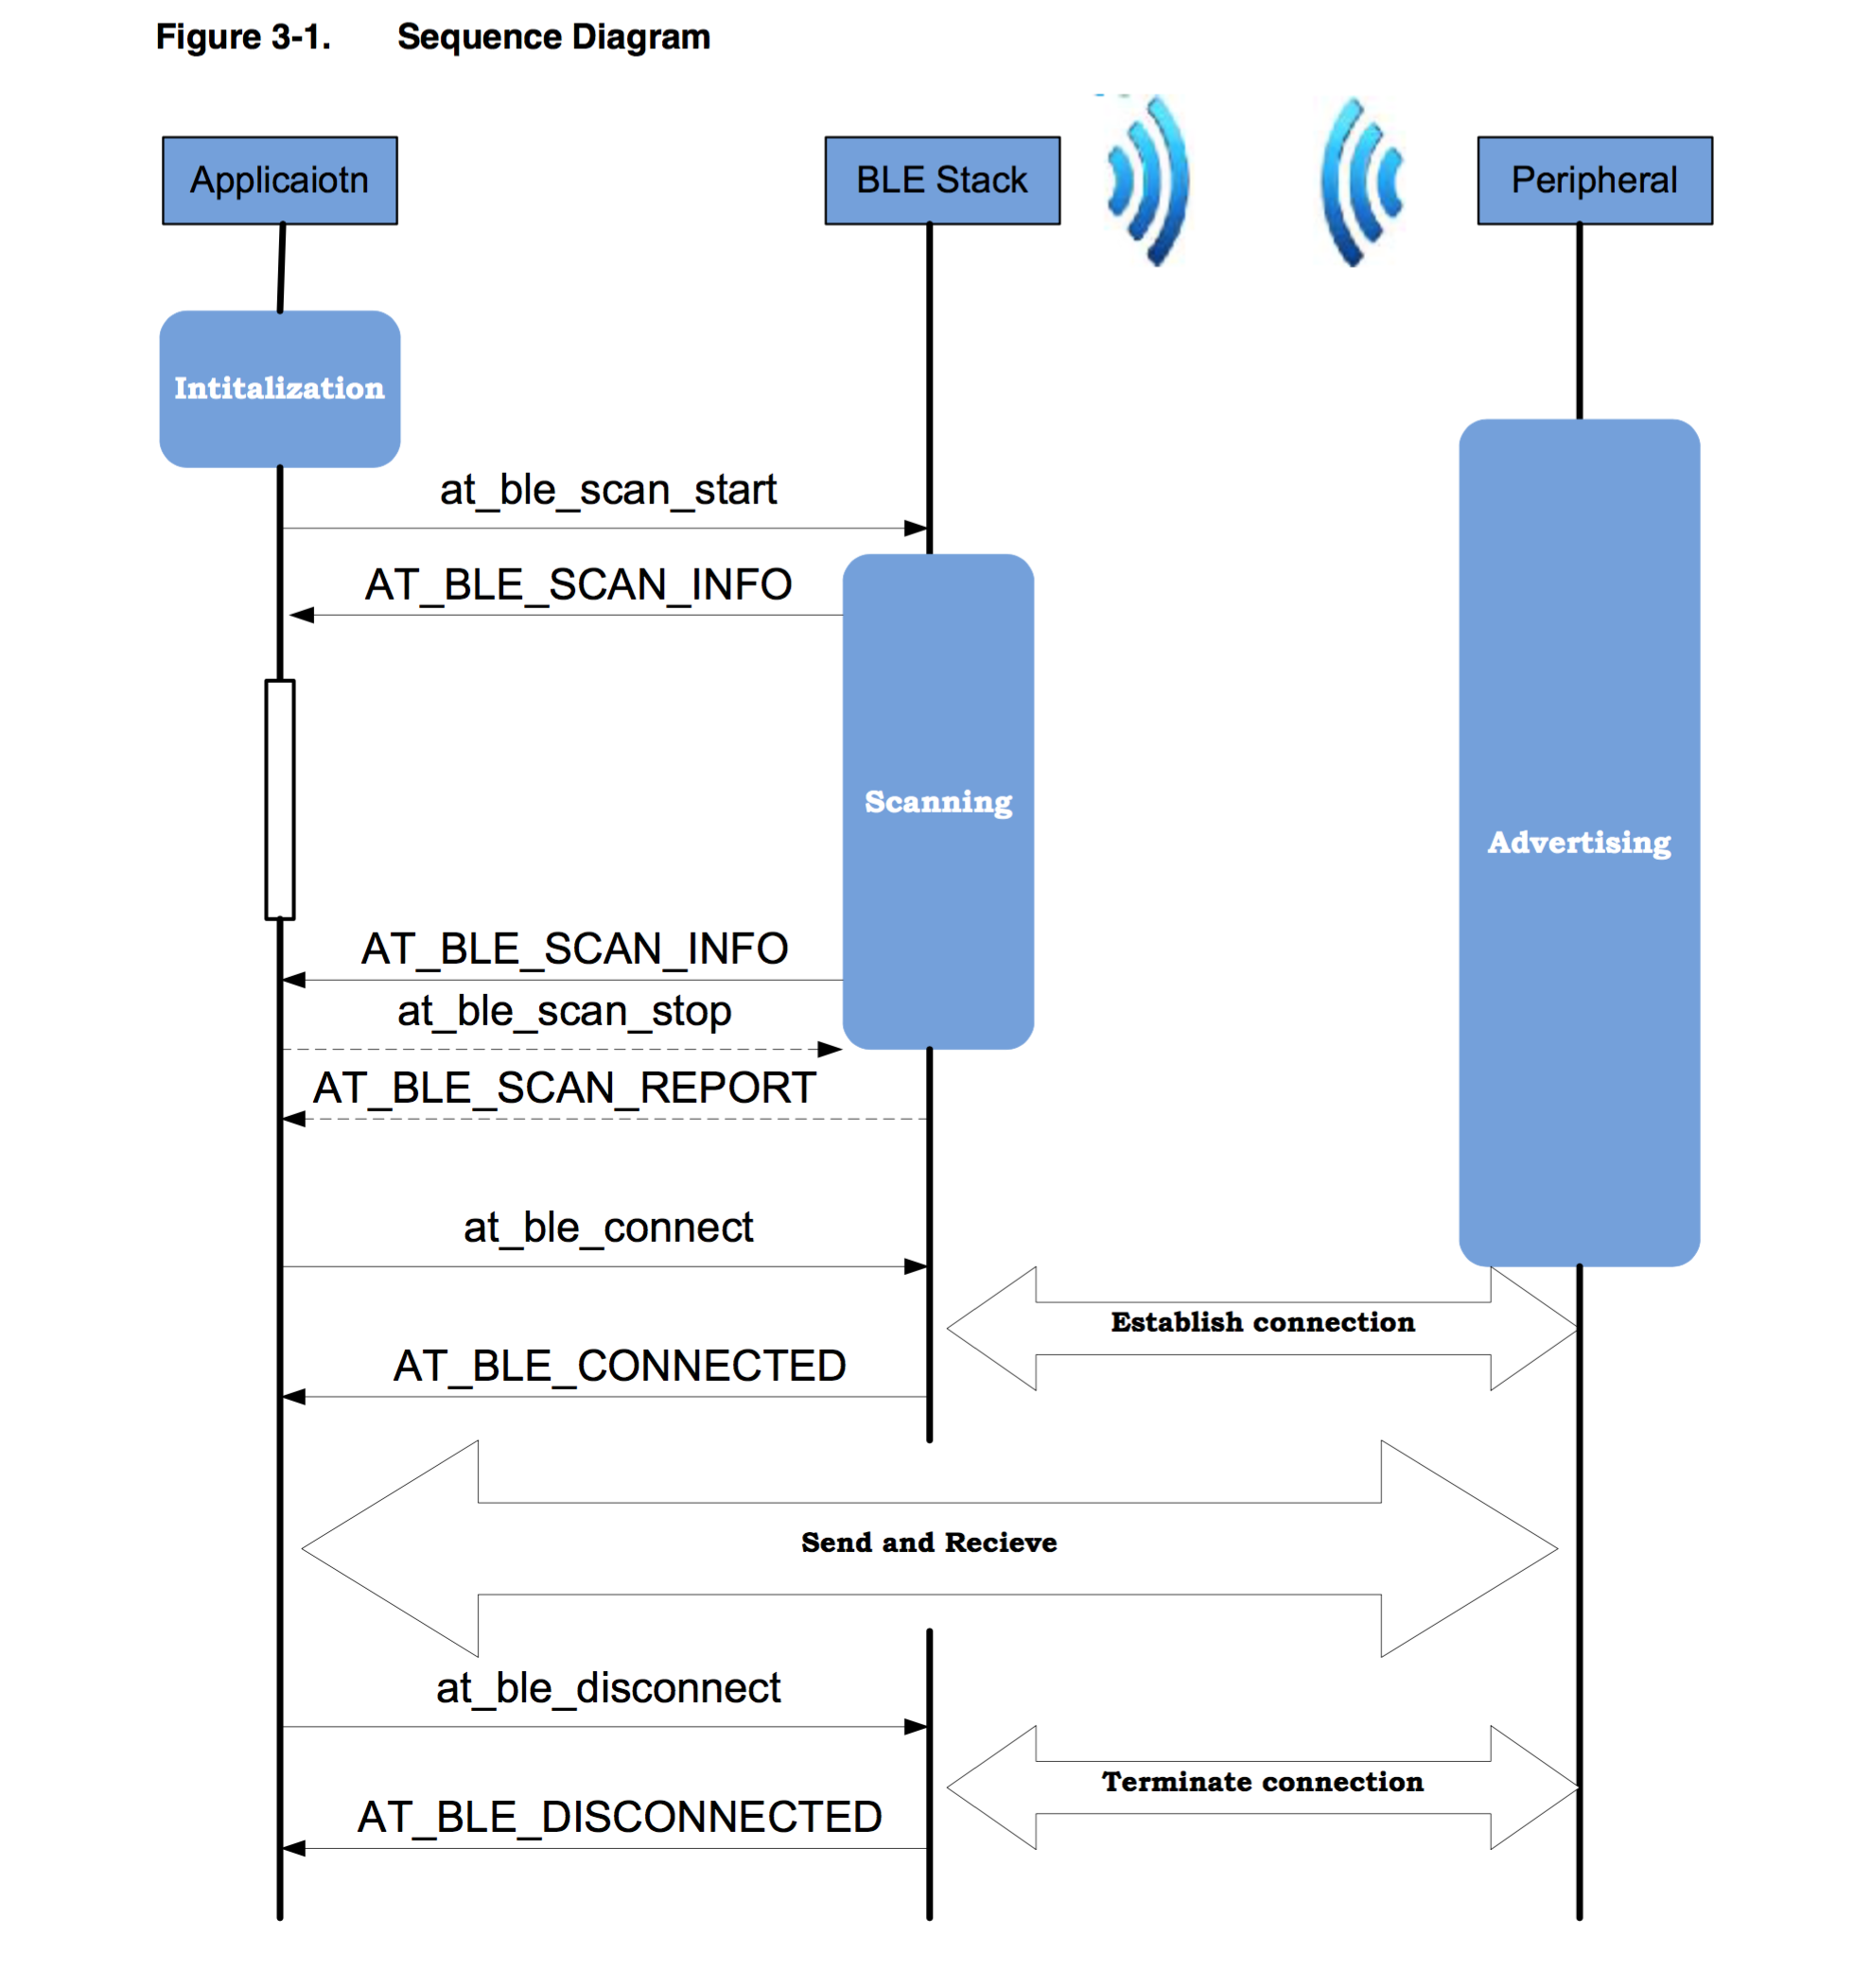 Figure 3-1. Sequence Diagram
Applicaiotn
BLE Stack
Peripheral
Intitalization
at_ble_scan_start
AT_BLE_SCAN_INFO
Scanning
Advertising
AT_BLE_SCAN_INFO
at_ble_scan_stop
AT_BLE_SCAN_REPORT
at_ble_connect
Establish connection
AT_BLE_CONNECTED
Send and Recieve
at_ble_disconnect
Terminate connection
AT_BLE_DISCONNECTED